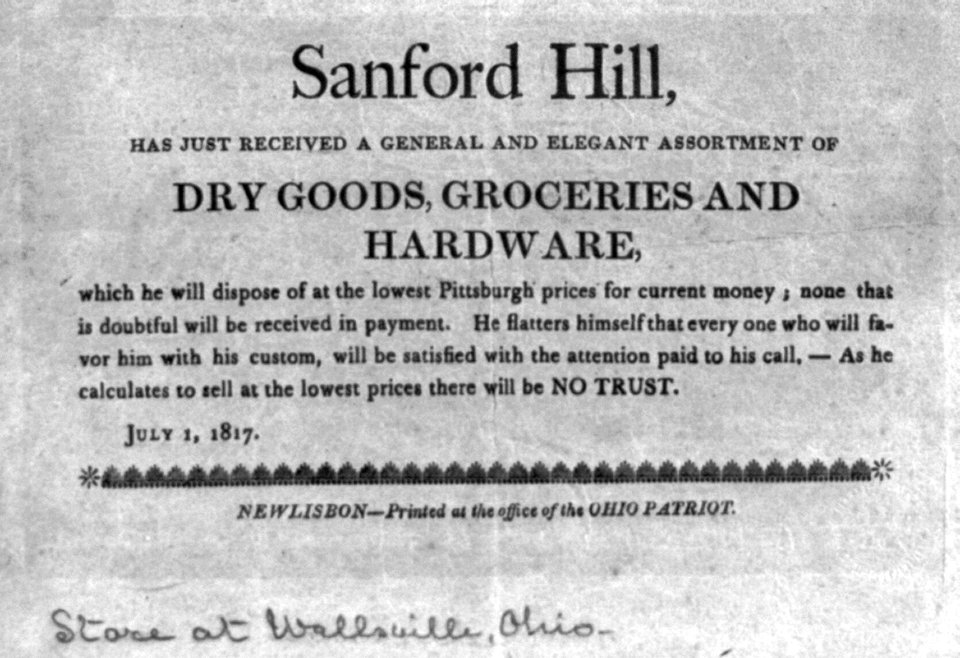 Sanford Hill,
HAS JUST RECEIVED A GENERAL AND ELEGANT ASSORTMENT OF
DRY GOODS, GROCERIES AND
HARDWARE,
which he will dispose of at the lowest Pittsburgh prices for current money ; none that
is doubtful will be received in payment. He flatters himself that every one who will fa-
vor him with his custom, will be satisfied with the attention paid to his call. — As he
calculates to sell at the lowest prices there will be NO TRUST.
JULY 1, 1817.
NEWLISBON—Printed at the office of the OHIO PATRIOT.
Store at Wellsville, Ohio-